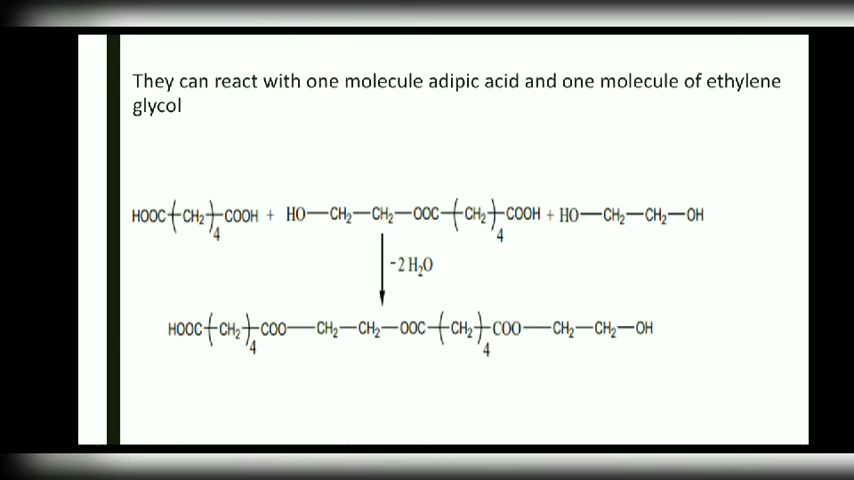 They can react with one molecule adipic acid and one molecule of ethylene
glycol
HOOC-(CH₂)₄-COOH + HO—CH₂—CH₂—OOC-(CH₂)₄-COOH + HO—CH₂—CH₂—OH
-2 H₂O
HOOC-(CH₂)₄-COO—CH₂—CH₂—OOC-(CH₂)₄-COO—CH₂—CH₂—OH